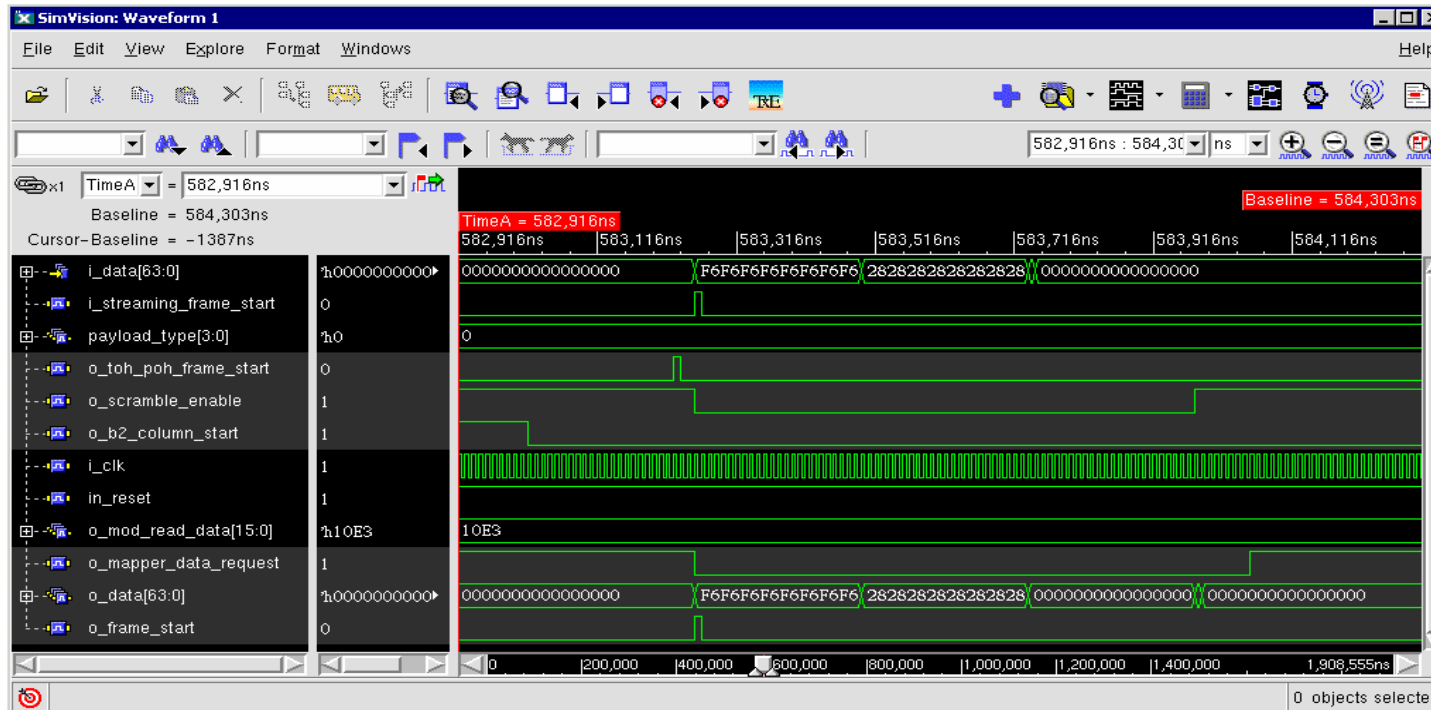 SimVision: Waveform 1
File Edit View Explore Format Windows Help
TRE
582,916ns : 584,30 ns
x1 TimeA = 582,916ns
Baseline = 584,303ns
Cursor-Baseline = -1387ns
Baseline = 584,303ns
TimeA = 582,916ns
582,916ns 583,116ns 583,316ns 583,516ns 583,716ns 583,916ns 584,116ns
i_data[63:0] 'h0000000000 0000000000000000 F6F6F6F6F6F6F6F6 2828282828282828 0000000000000000
i_streaming_frame_start 0
payload_type[3:0] 'h0 0
o_toh_poh_frame_start 0
o_scramble_enable 1
o_b2_column_start 1
i_clk 1
in_reset 1
o_mod_read_data[15:0] 'h10E3 10E3
o_mapper_data_request 1
o_data[63:0] 'h0000000000 0000000000000000 F6F6F6F6F6F6F6F6 2828282828282828 0000000000000000 0000000000000000
o_frame_start 0
0 200,000 400,000 600,000 800,000 1,000,000 1,200,000 1,400,000 1,908,555ns
0 objects selecte